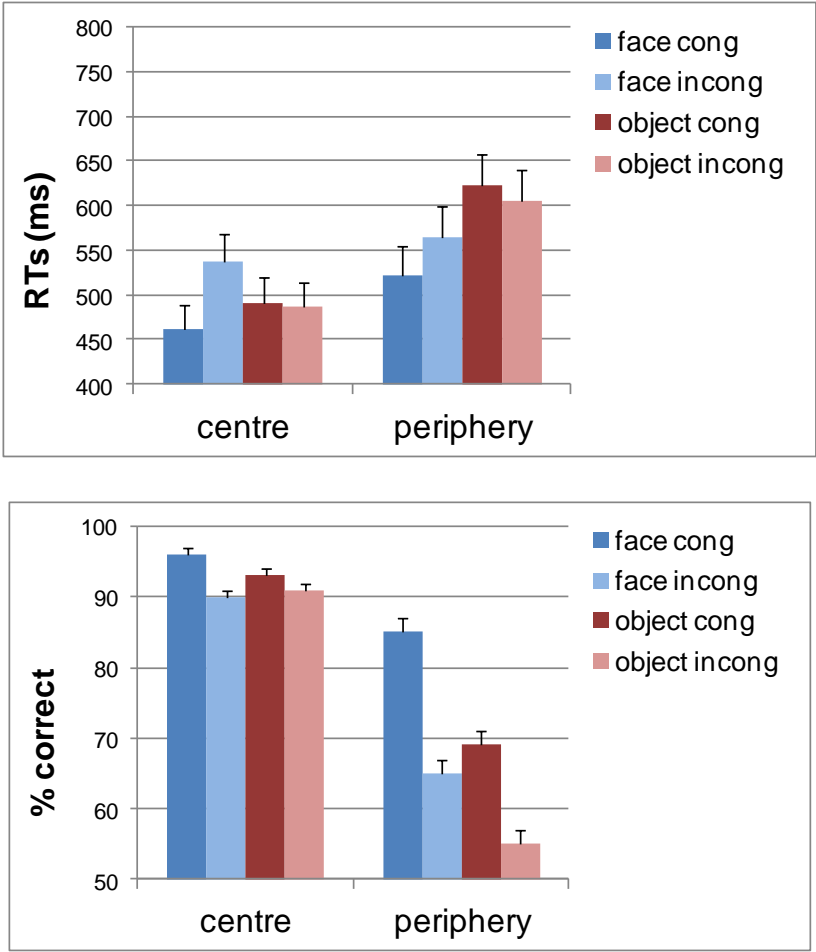 800
750
700
650
600
550
500
450
400
RTs (ms)
centre periphery
face cong
face incong
object cong
object incong
100
90
80
70
60
50
% correct
centre periphery
face cong
face incong
object cong
object incong